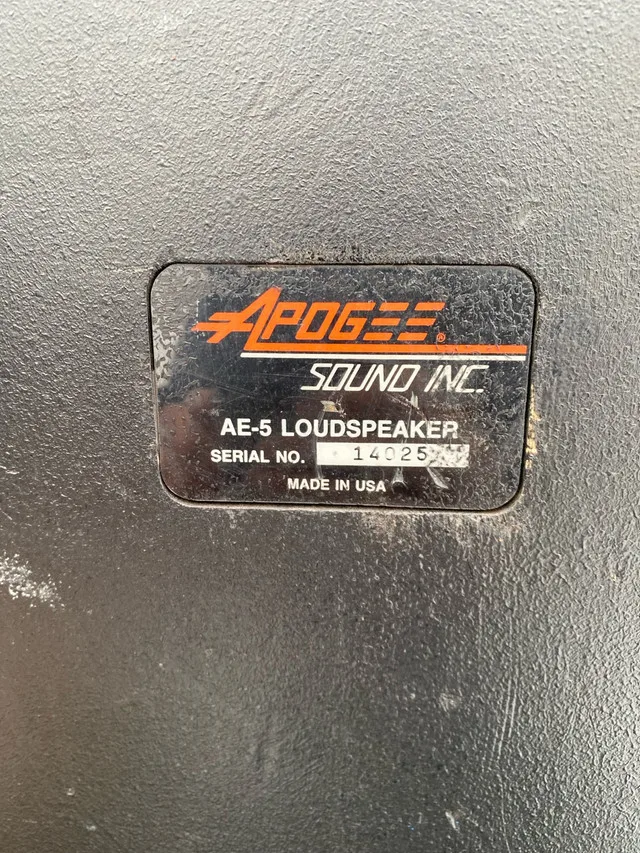 APOGEE®
SOUND INC.
AE-5 LOUDSPEAKER
SERIAL NO. 14025
MADE IN USA